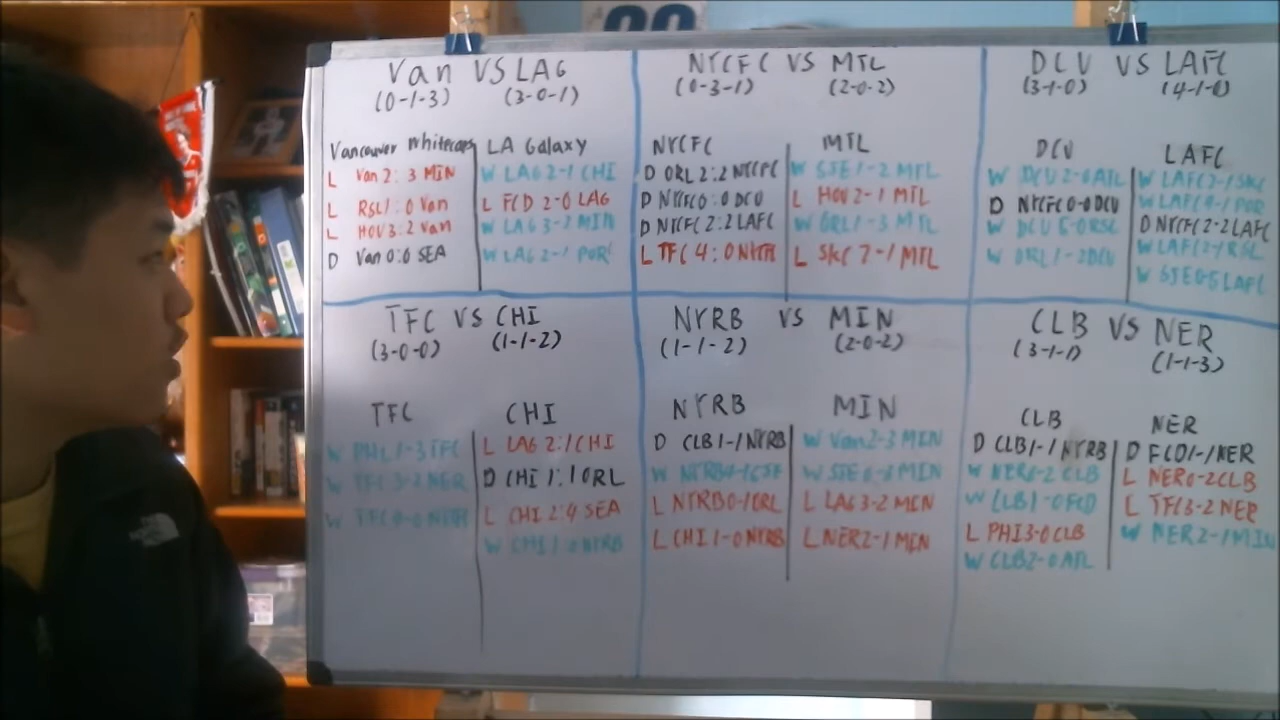 Van VS LAG
(0-1-3) (3-0-1)
Vancouver Whitecaps
L Van 2:3 MIN
L RSL1:0 Van
L HOU3:2 Van
D Van 0:0 SEA
LA Galaxy
W LAG 2-1 CHI
L FCD 2-0 LAG
W LAG 3-2 MIN
W LAG 2-1 POR
NYCFC VS MTL
(0-3-1) (2-0-2)
NYCFC
D ORL 2:2 NYCFC
D NYCFC 0:0 DCU
D NYCFC 2:2 LAFC
L TFC 4:0 NYCFC
MTL
W SJE 1-2 MTL
L HOU 2-1 MTL
W ORL 1-3 MTL
L SKC 7-1 MTL
DCU VS LAFC
(3-1-0) (4-1-0)
DCU
W DCU 2-0 ATL
D NYCFC 0-0 DCU
W DCU 5-0 RSL
W ORL 1-2 DCU
LAFC
W LAFC 2-1 SKC
W LAFC 4-1 POR
D NYCFC 2-2 LAFC
W LAFC 2-1 RSL
W SJE 0-5 LAFC
TFC VS CHI
(3-0-0) (1-1-2)
TFC
W PHI 1-3 TFC
W TFC 3-2 NER
W TFC
CHI
L LAG 2:1 CHI
D CHI 1:1 ORL
L CHI 2:4 SEA
W CHI 1-0 NYRB
NYRB VS MIN
(1-1-2) (2-0-2)
NYRB
D CLB 1-1 NYRB
W NYRB 4-1 SJE
L NYRB 0-1 ORL
L CHI 1-0 NYRB
MIN
W Van 2-3 MIN
W SJE 0-3 MIN
L LAG 3-2 MIN
L NER 2-1 MIN
CLB VS NER
(3-1-1) (1-1-3)
CLB
D CLB 1-1 NYRB
W NER 0-2 CLB
W CLB 1-0 FCD
L PHI 3-0 CLB
W CLB 2-0 ATL
NER
D FCD 1-1 NER
L NER 0-2 CLB
L TFC 3-2 NER
W NER 2-1 MIN